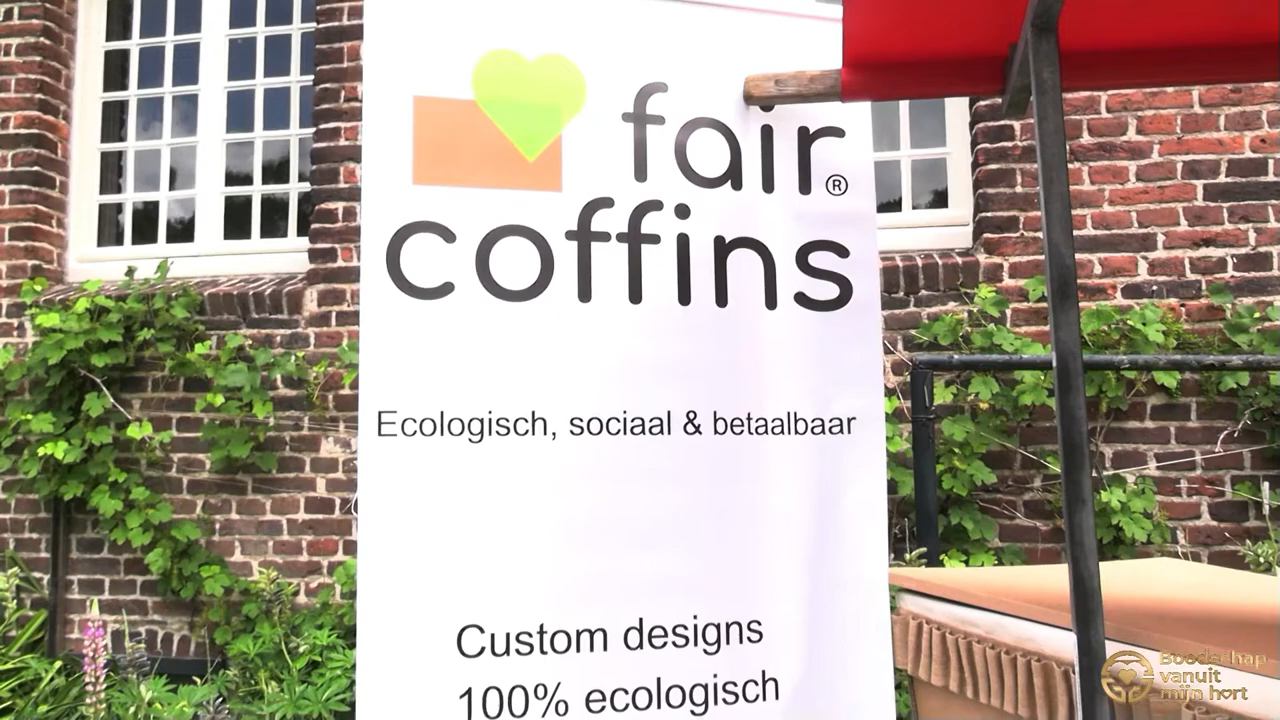 fair®
coffins
Ecologisch, sociaal & betaalbaar
Custom designs
100% ecologisch
Boodschap
vanuit
mijn hart